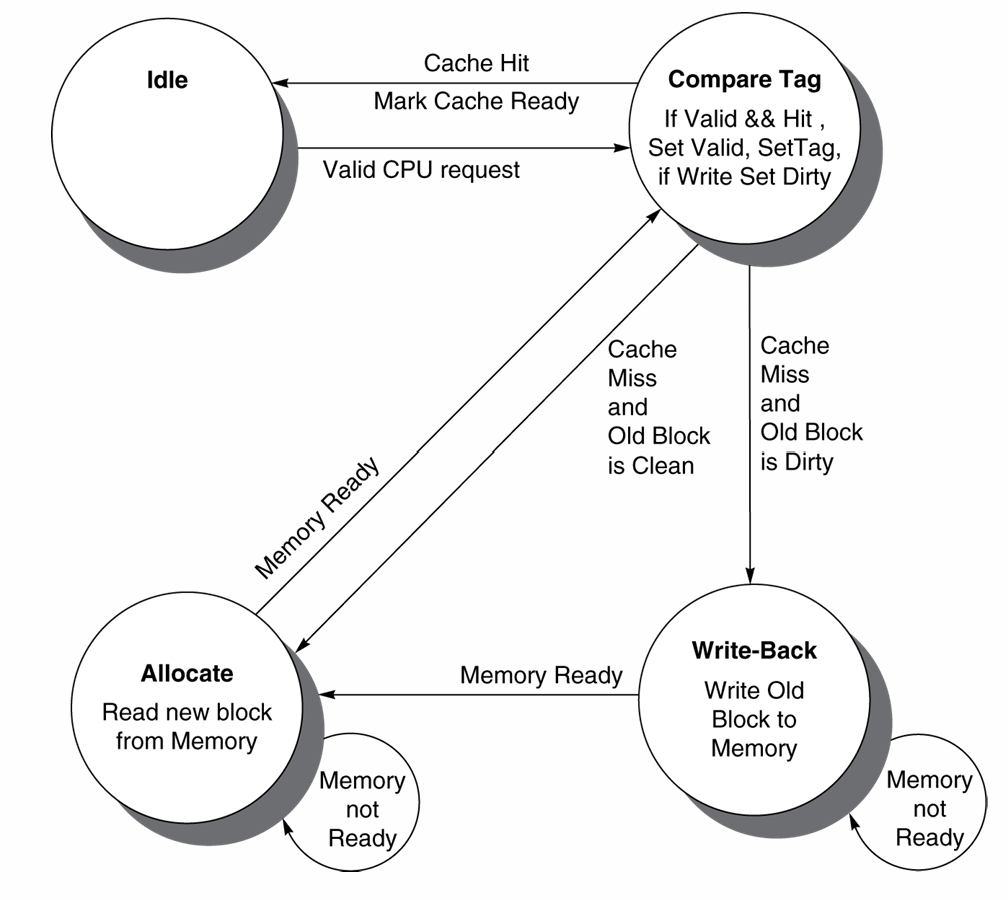 Idle
Cache Hit
Mark Cache Ready
Valid CPU request
Compare Tag
If Valid && Hit ,
Set Valid, SetTag,
if Write Set Dirty
Cache
Miss
and
Old Block
is Clean
Cache
Miss
and
Old Block
is Dirty
Memory Ready
Allocate
Read new block
from Memory
Memory
not
Ready
Memory Ready
Write-Back
Write Old
Block to
Memory
Memory
not
Ready